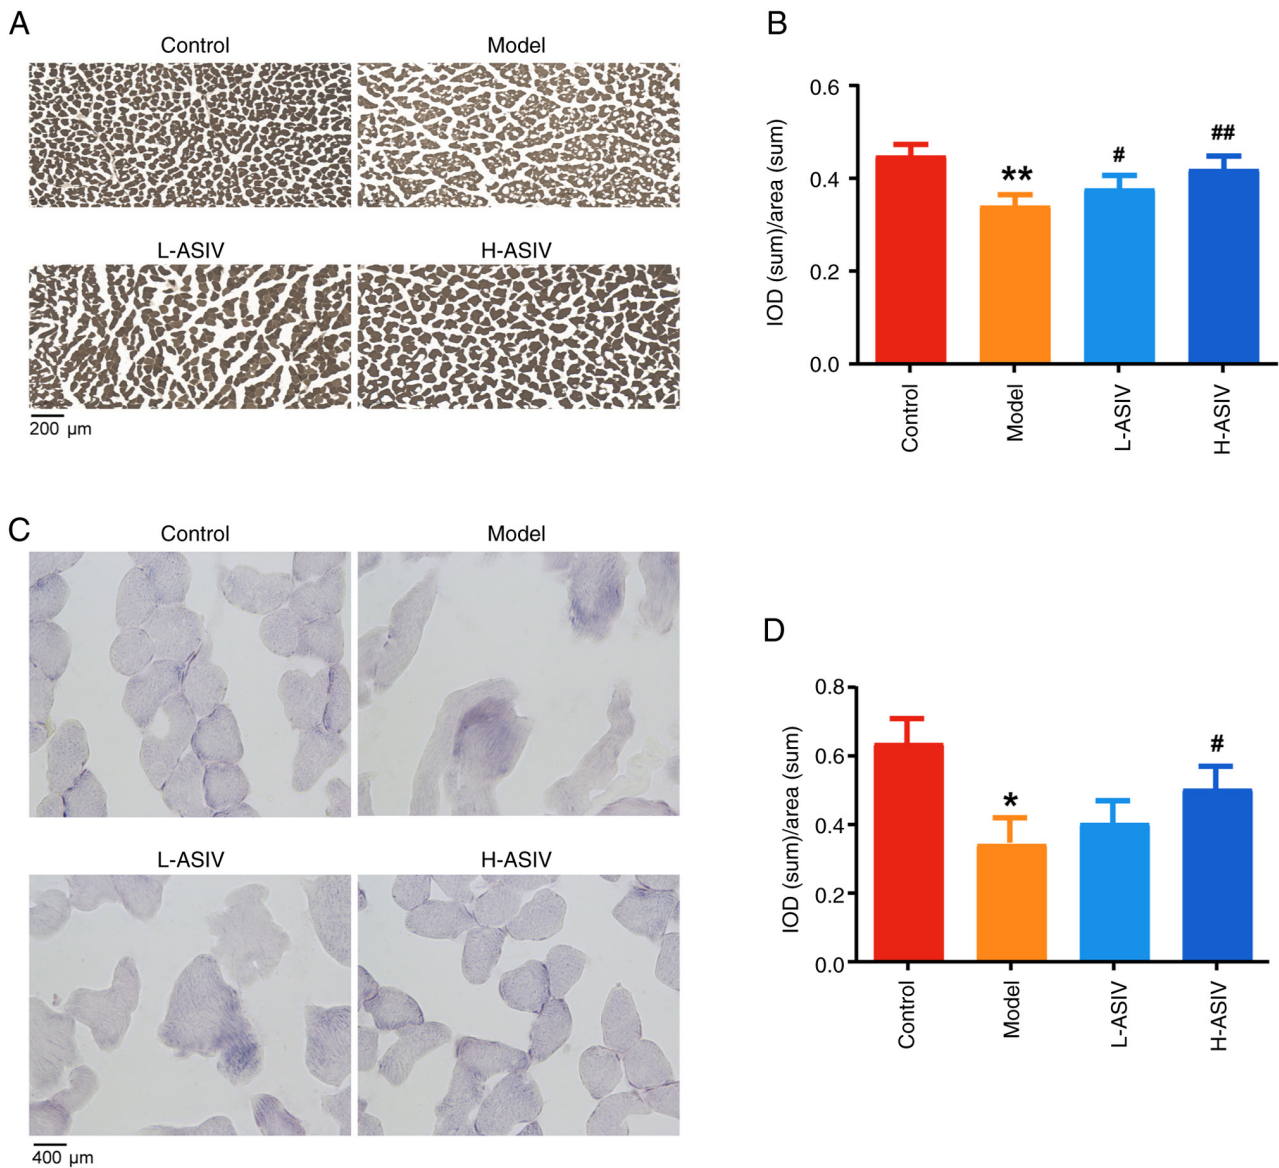 A
Control
Model
L-ASIV
H-ASIV
200 μm
B
IOD (sum)/area (sum)
0.6
0.4
0.2
0.0
**
#
##
Control
Model
L-ASIV
H-ASIV
C
Control
Model
L-ASIV
H-ASIV
400 μm
D
IOD (sum)/area (sum)
0.8
0.6
0.4
0.2
0.0
*
#
Control
Model
L-ASIV
H-ASIV